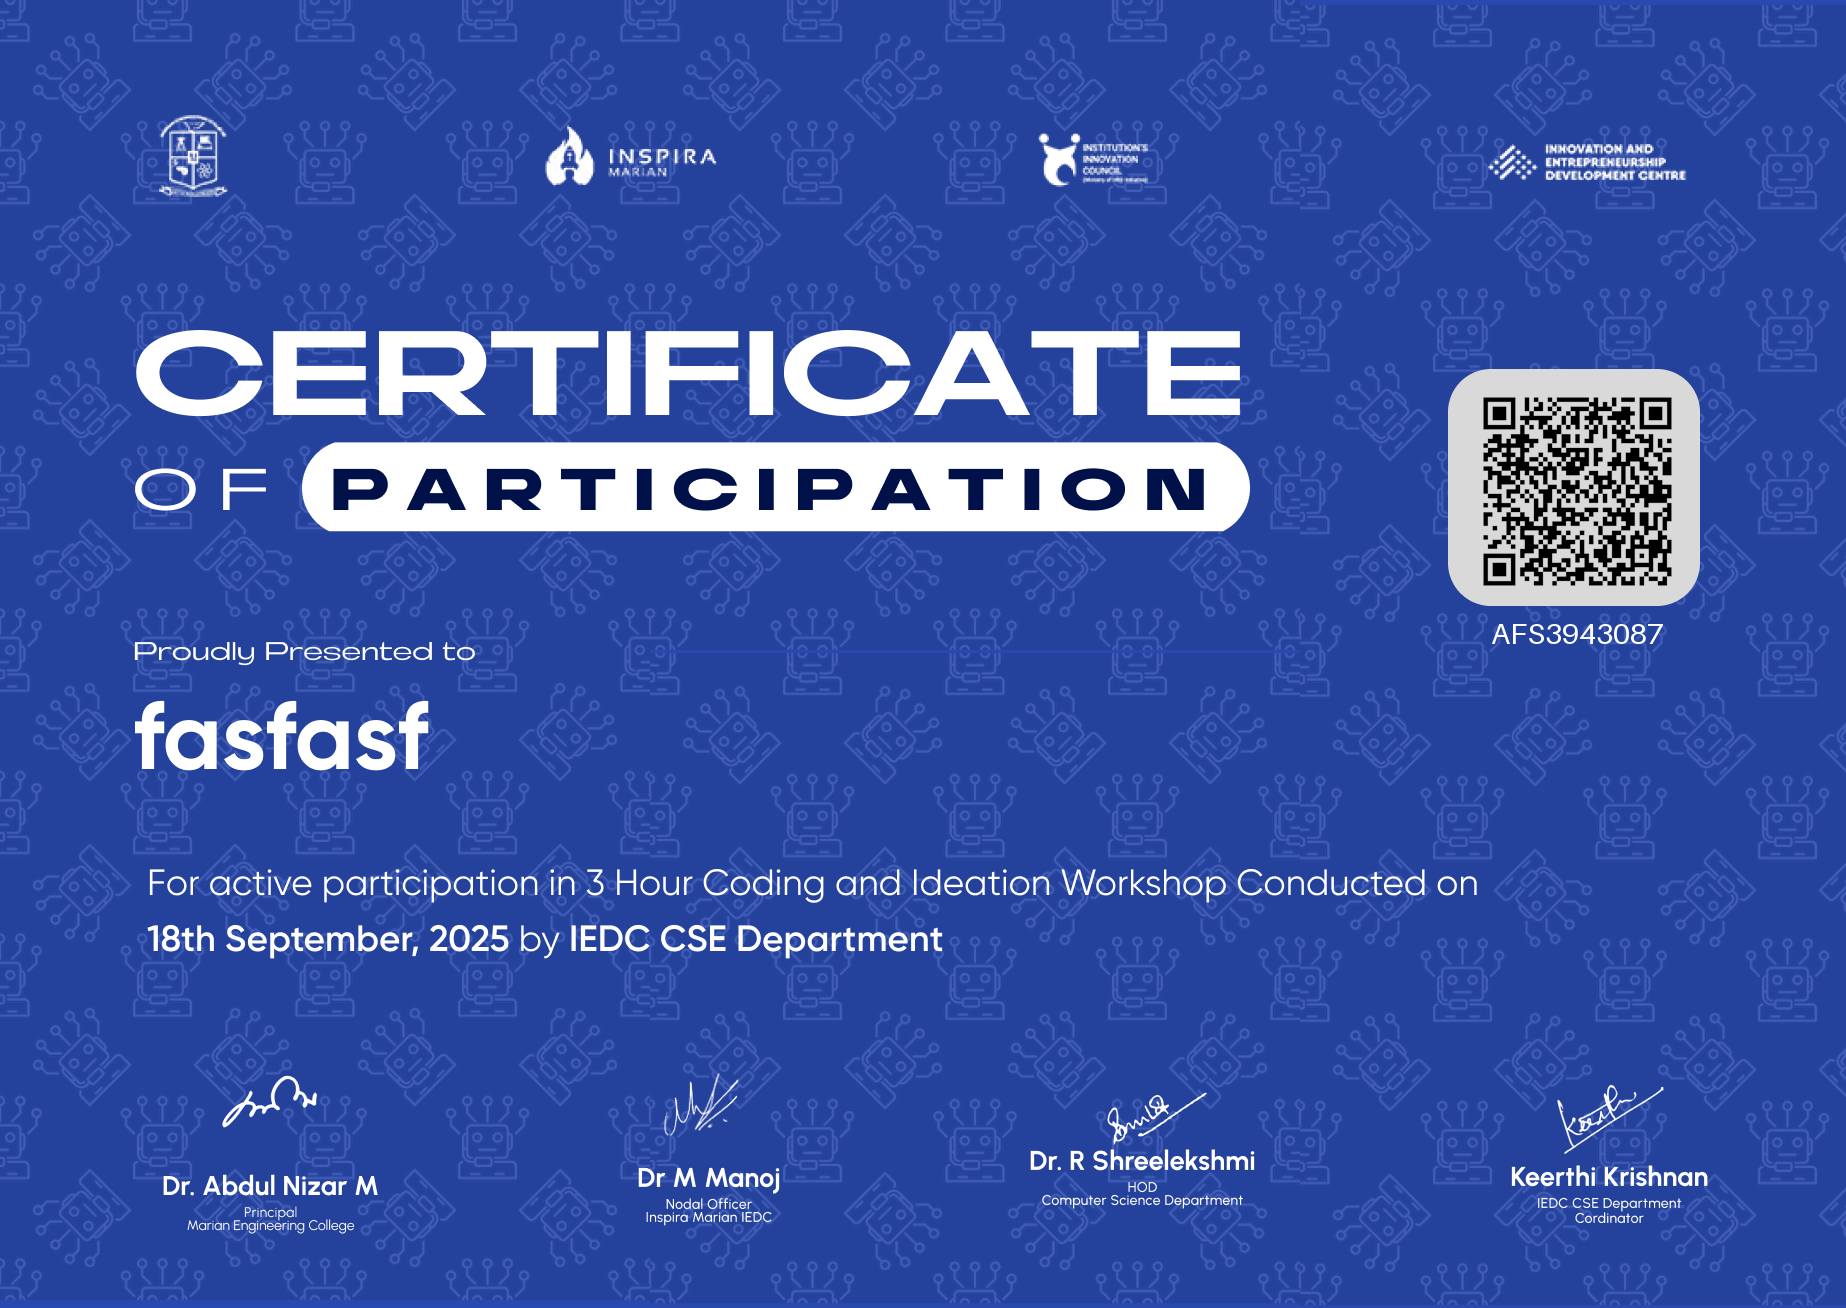 INSPIRA
MARIAN
INSTITUTION'S
INNOVATION
COUNCIL
INNOVATION AND
ENTREPRENEURSHIP
DEVELOPMENT CENTRE
CERTIFICATE
OF PARTICIPATION
AFS3943087
Proudly Presented to
fasfasf
For active participation in 3 Hour Coding and Ideation Workshop Conducted on
18th September, 2025 by IEDC CSE Department
Dr. Abdul Nizar M
Principal
Marian Engineering College
Dr M Manoj
Nodal Officer
Inspira Marian IEDC
Dr. R Shreelekshmi
HOD
Computer Science Department
Keerthi Krishnan
IEDC CSE Department
Cordinator